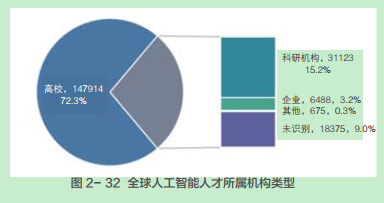 高校，147914
72.3%
科研机构，31123
15.2%
企业，6488，3.2%
其他，675，0.3%
未识别，18375，9.0%
图 2- 32 全球人工智能人才所属机构类型